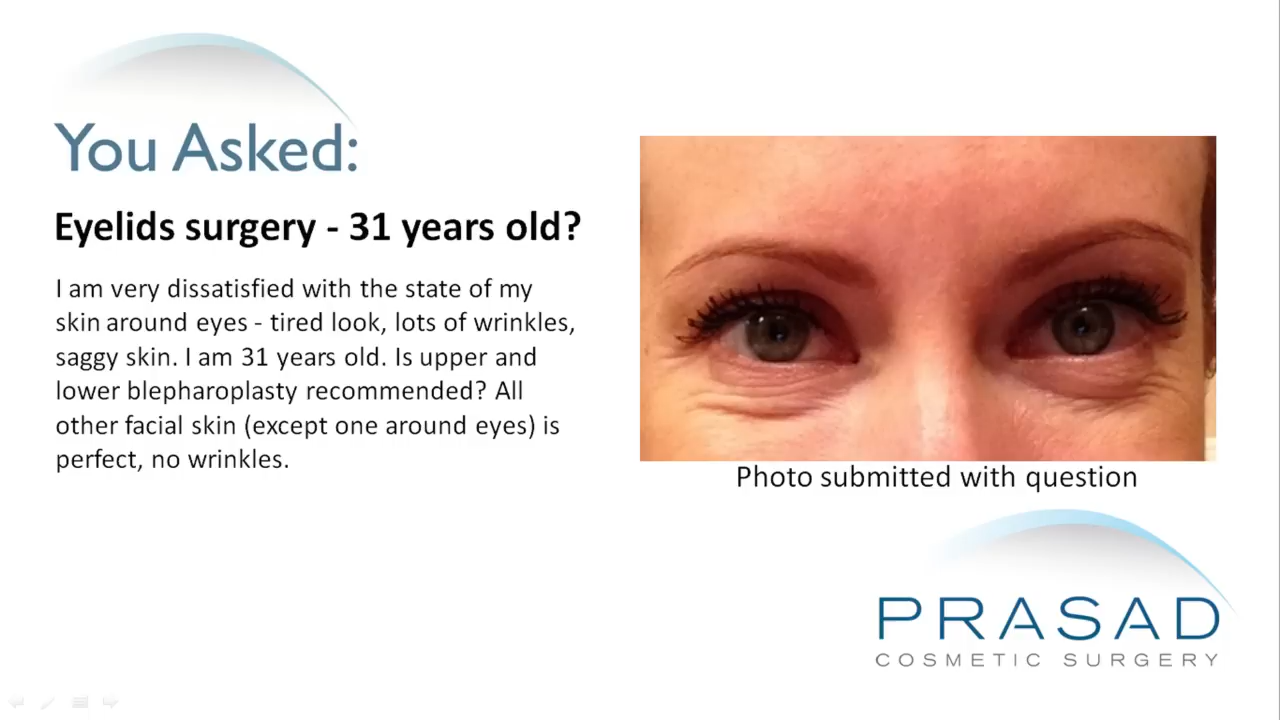 You Asked:
Eyelids surgery - 31 years old?
I am very dissatisfied with the state of my
skin around eyes - tired look, lots of wrinkles,
saggy skin. I am 31 years old. Is upper and
lower blepharoplasty recommended? All
other facial skin (except one around eyes) is
perfect, no wrinkles.
Photo submitted with question
PRASAD
COSMETIC SURGERY